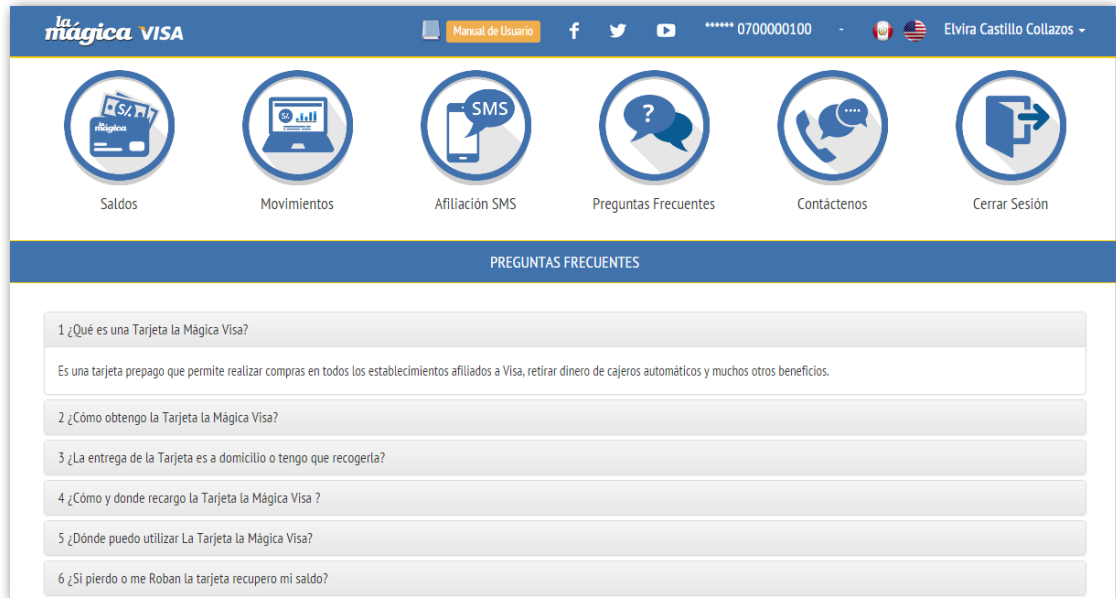 la
mágica VISA
Manual de Usuario
****** 0700000100 -
Elvira Castillo Collazos
S/.
la
mágica
S/.
SMS
?
Saldos
Movimientos
Afiliación SMS
Preguntas Frecuentes
Contáctenos
Cerrar Sesión
PREGUNTAS FRECUENTES
1 ¿Qué es una Tarjeta la Mágica Visa?
Es una tarjeta prepago que permite realizar compras en todos los establecimientos afiliados a Visa, retirar dinero de cajeros automáticos y muchos otros beneficios.
2 ¿Cómo obtengo la Tarjeta la Mágica Visa?
3 ¿La entrega de la Tarjeta es a domicilio o tengo que recogerla?
4 ¿Cómo y donde recargo la Tarjeta la Mágica Visa ?
5 ¿Dónde puedo utilizar La Tarjeta la Mágica Visa?
6 ¿Si pierdo o me Roban la tarjeta recupero mi saldo?